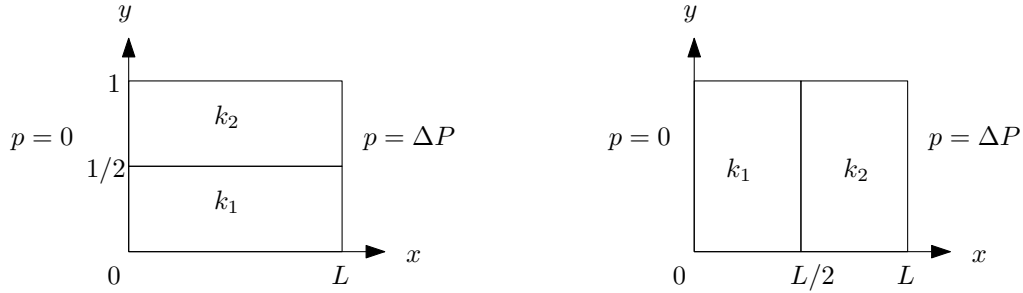 y
1
k₂
p = 0
p = ΔP
1/2
k₁
x
0
L
y
p = 0
p = ΔP
k₁
k₂
x
0
L/2
L